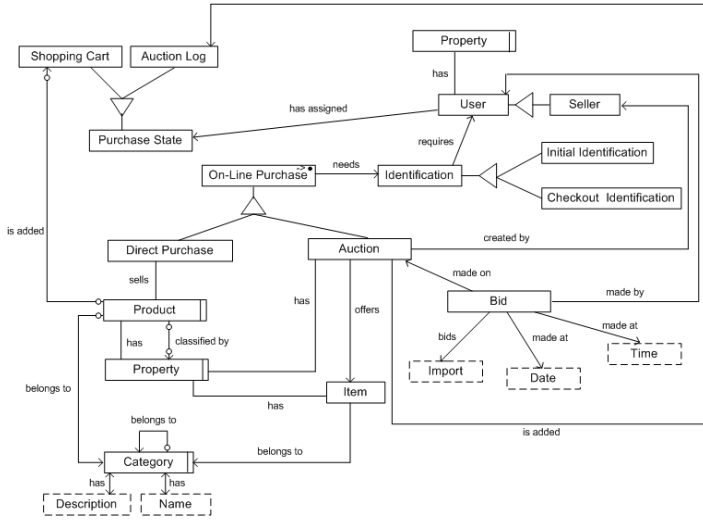 Property
Shopping Cart
Auction Log
has
User
Seller
has assigned
Purchase State
requires
Initial Identification
On-Line Purchase
->
needs
Identification
Checkout Identification
is added
created by
Direct Purchase
Auction
sells
made on
has
offers
Product
Bid
made by
has
classified by
bids
made at
made at
Property
Import
Date
Time
belongs to
has
Item
belongs to
is added
Category
belongs to
has
has
Description
Name